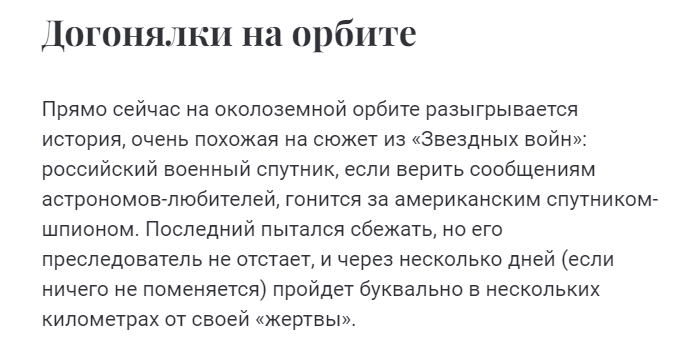 Догонялки на орбите
Прямо сейчас на околоземной орбите разыгрывается
история, очень похожая на сюжет из «Звездных войн»:
российский военный спутник, если верить сообщениям
астрономов-любителей, гонится за американским спутником-
шпионом. Последний пытался сбежать, но его
преследователь не отстает, и через несколько дней (если
ничего не поменяется) пройдет буквально в нескольких
километрах от своей «жертвы».